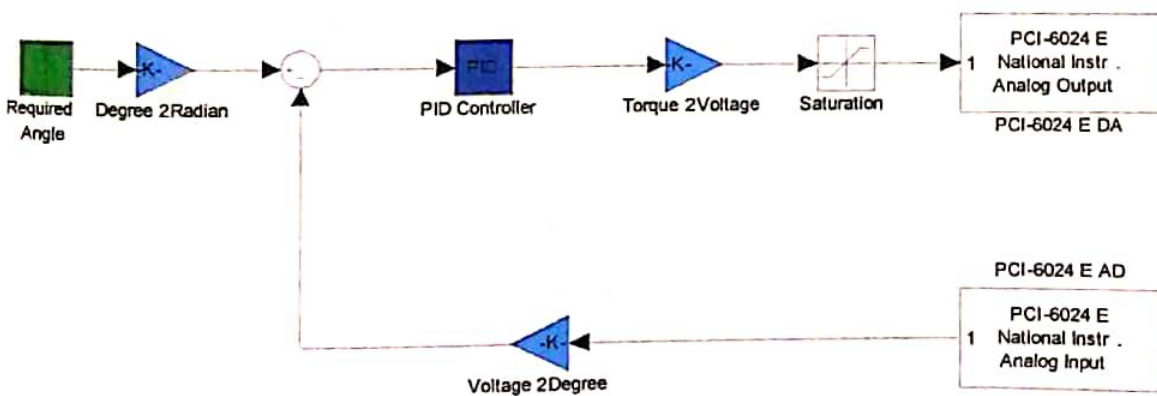 Required
Angle
-K-
Degree 2Radian
PID
PID Controller
-K-
Torque 2Voltage
Saturation
1
PCI-6024 E
National Instr .
Analog Output
PCI-6024 E DA
-K-
Voltage 2Degree
PCI-6024 E AD
1
PCI-6024 E
National Instr .
Analog Input